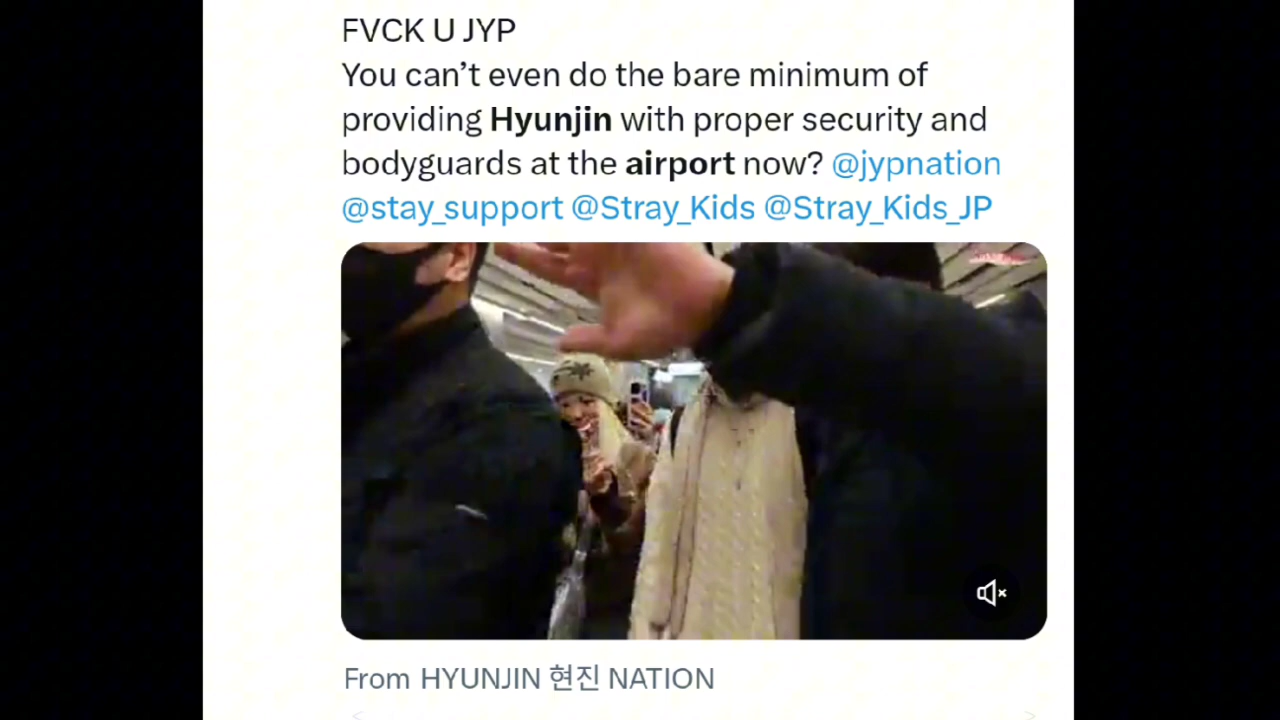 FVCK U JYP
You can’t even do the bare minimum of
providing Hyunjin with proper security and
bodyguards at the airport now? @jypnation
@stay_support @Stray_Kids @Stray_Kids_JP
From HYUNJIN 현진 NATION